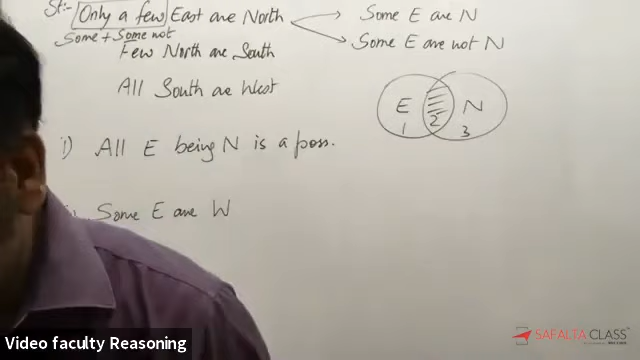 St:- Only a few East are North
Some E are N
Some E are not N
Some + Some not
Few North are South
All South are West
E
N
1
2
3
i) All E being N is a poss.
Some E are W
Video faculty Reasoning
SAFALTA CLASS